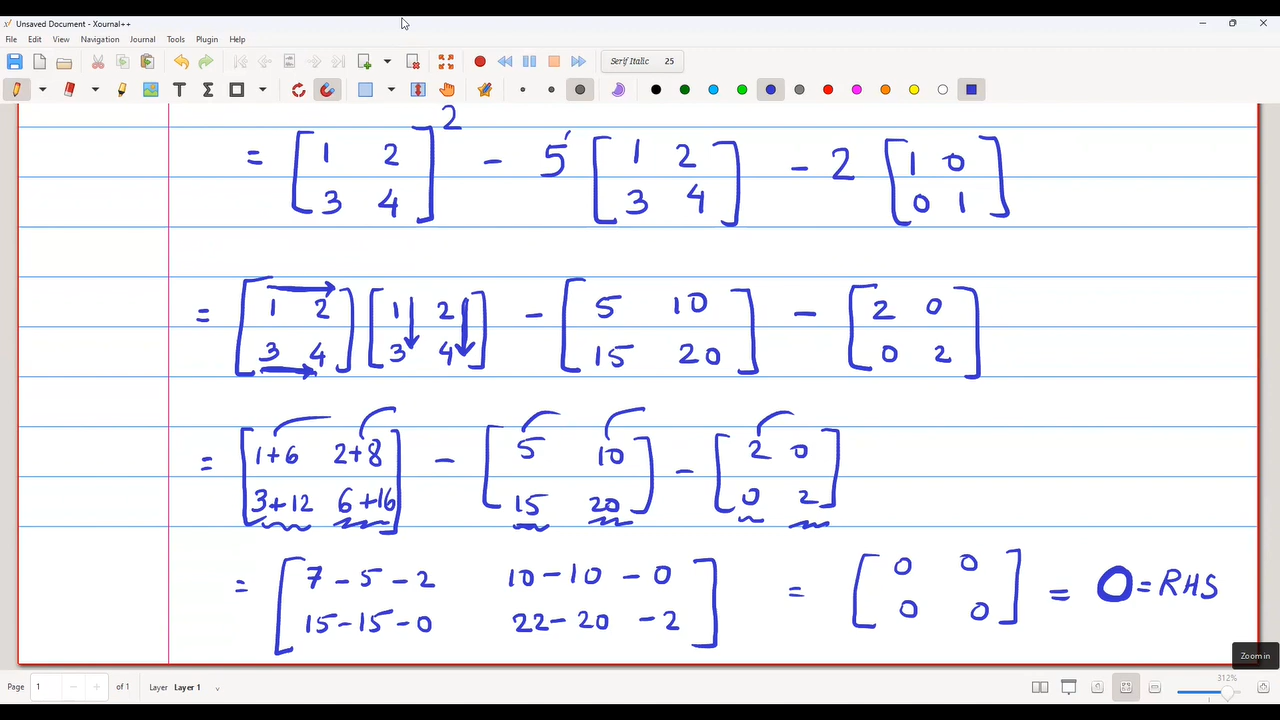 Unsaved Document - Xournal++
File Edit View Navigation Journal Tools Plugin Help
Serif Italic 25
= [1 2 3 4]² - 5 [1 2 3 4] - 2 [1 0 0 1]
= [1 2 3 4] [1 2 3 4] - [5 10 15 20] - [2 0 0 2]
= [1+6 2+8 3+12 6+16] - [5 10 15 20] - [2 0 0 2]
= [7-5-2 10-10-0 15-15-0 22-20-2] = [0 0 0 0] = O = RHS
Zoom in
Page 1 of 1 Layer Layer 1 312%